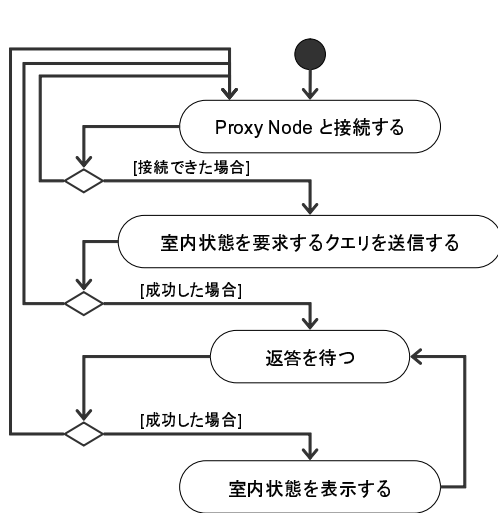 Proxy Node と接続する
[接続できた場合]
室内状態を要求するクエリを送信する
[成功した場合]
返答を待つ
[成功した場合]
室内状態を表示する